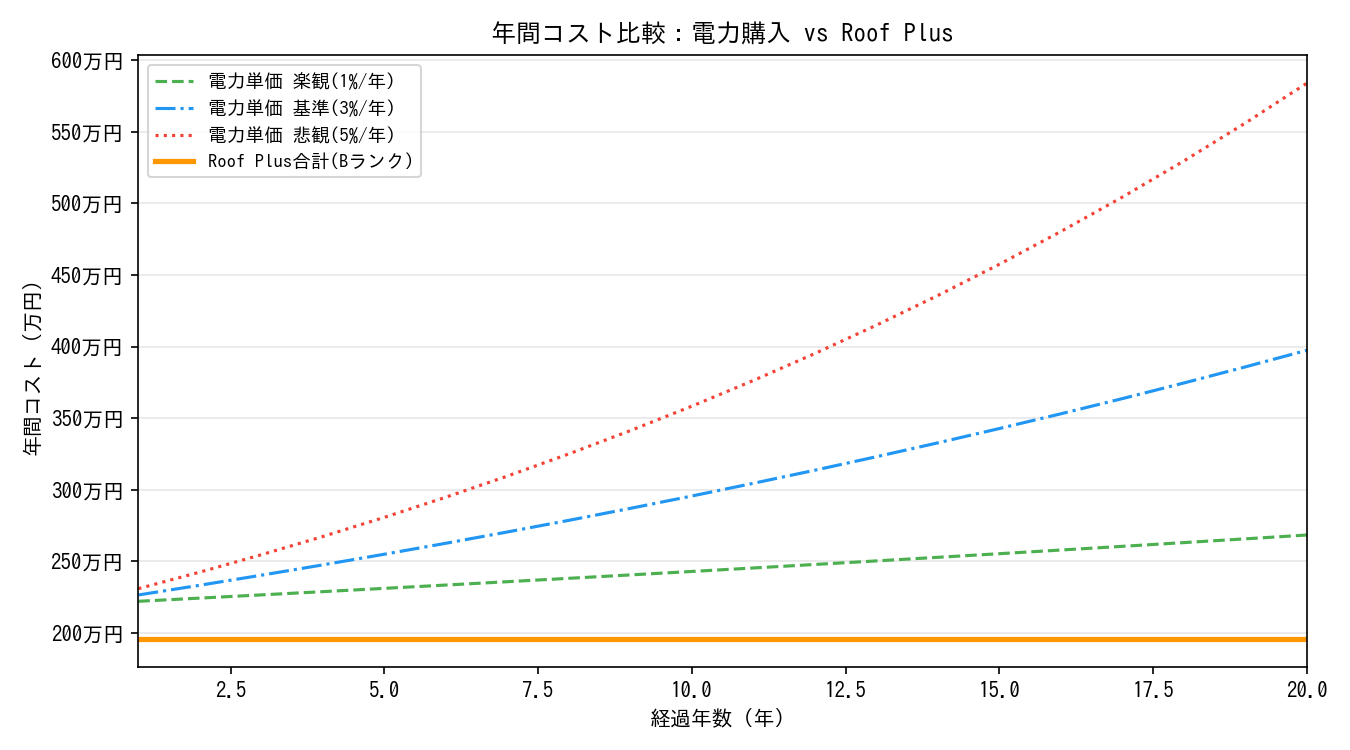 年間コスト比較：電力購入 vs Roof Plus
電力単価 楽観(1%/年)
電力単価 基準(3%/年)
電力単価 悲観(5%/年)
Roof Plus合計(Bランク)
年間コスト（万円）
600万円
550万円
500万円
450万円
400万円
350万円
300万円
250万円
200万円
2.5 5.0 7.5 10.0 12.5 15.0 17.5 20.0
経過年数（年）